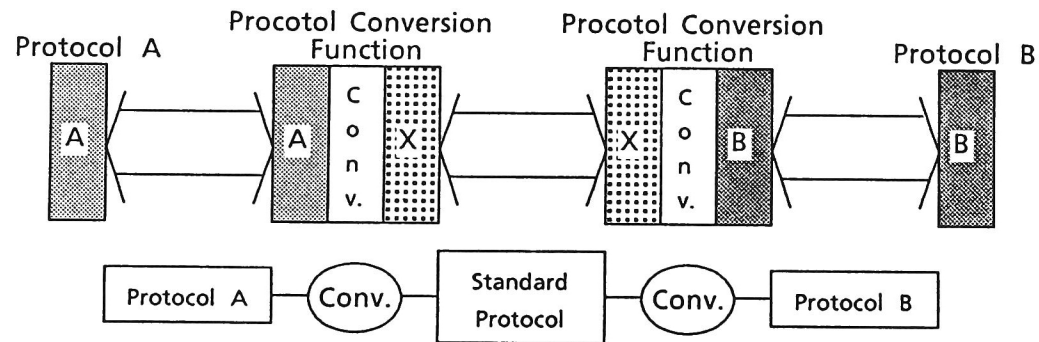 Protocol A
Procotol Conversion
Function
Procotol Conversion
Function
Protocol B
A
A
C
o
n
v.
X
X
C
o
n
v.
B
B
Protocol A
Conv.
Standard
Protocol
Conv.
Protocol B